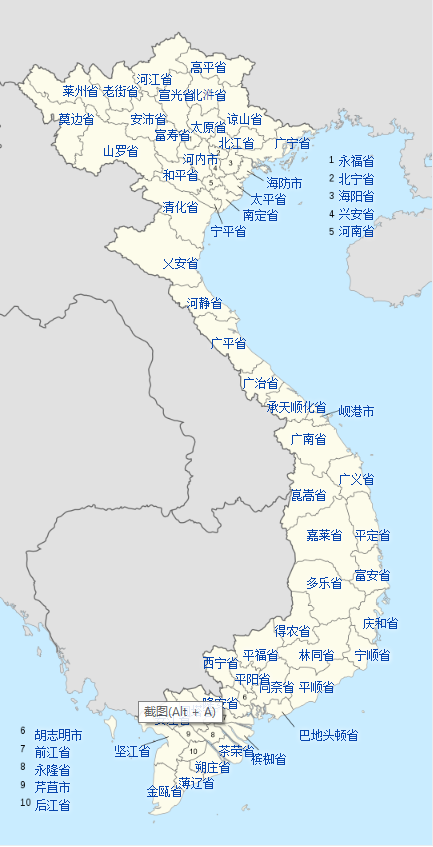 高平省
河江省
莱州省
老街省
宣光省
北浒省
奠边省
安沛省
太原省
谅山省
富寿省
北江省
广宁省
山罗省
河内市
2
3
4
5
1 永福省
2 北宁省
3 海阳省
4 兴安省
5 河南省
和平省
海防市
太平省
清化省
南定省
宁平省
乂安省
河静省
广平省
广治省
承天顺化省
岘港市
广南省
广义省
崑嵩省
嘉莱省
平定省
多乐省
富安省
庆和省
得农省
西宁省
平福省
林同省
宁顺省
平阳省
同奈省
平顺省
6
截图(Alt + A)
巴地头顿省
6 胡志明市
7 前江省
8 永隆省
9 芹苴市
10 后江省
坚江省
9
8
10
茶荣省
槟椥省
朔庄省
薄辽省
金瓯省